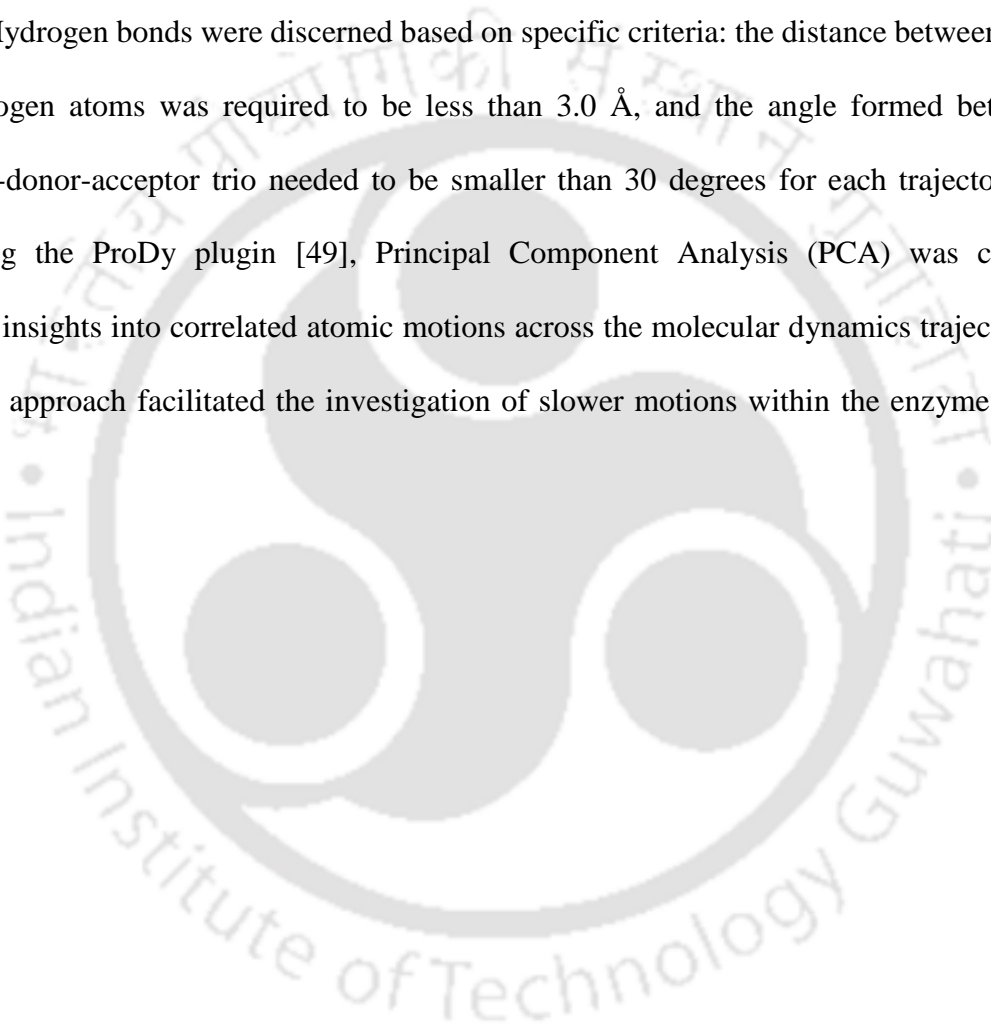 Hydrogen bonds were discerned based on specific criteria: the distance between
ogen atoms was required to be less than 3.0 Å, and the angle formed bet
-donor-acceptor trio needed to be smaller than 30 degrees for each trajecto
g the ProDy plugin [49], Principal Component Analysis (PCA) was c
insights into correlated atomic motions across the molecular dynamics trajec
approach facilitated the investigation of slower motions within the enzyme
Indian Institute of Technology Guwahati